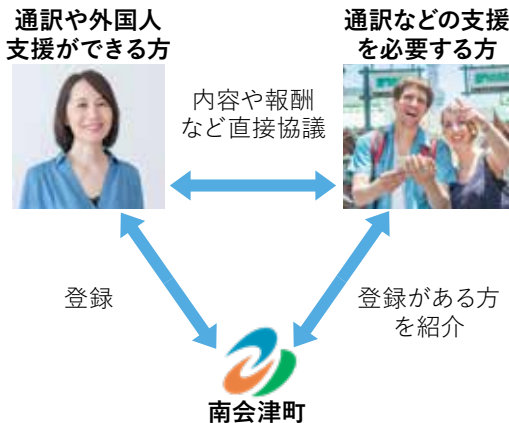 通訳や外国人
支援ができる方
通訳などの支援
を必要する方
内容や報酬
など直接協議
登録
登録がある方
を紹介
南会津町